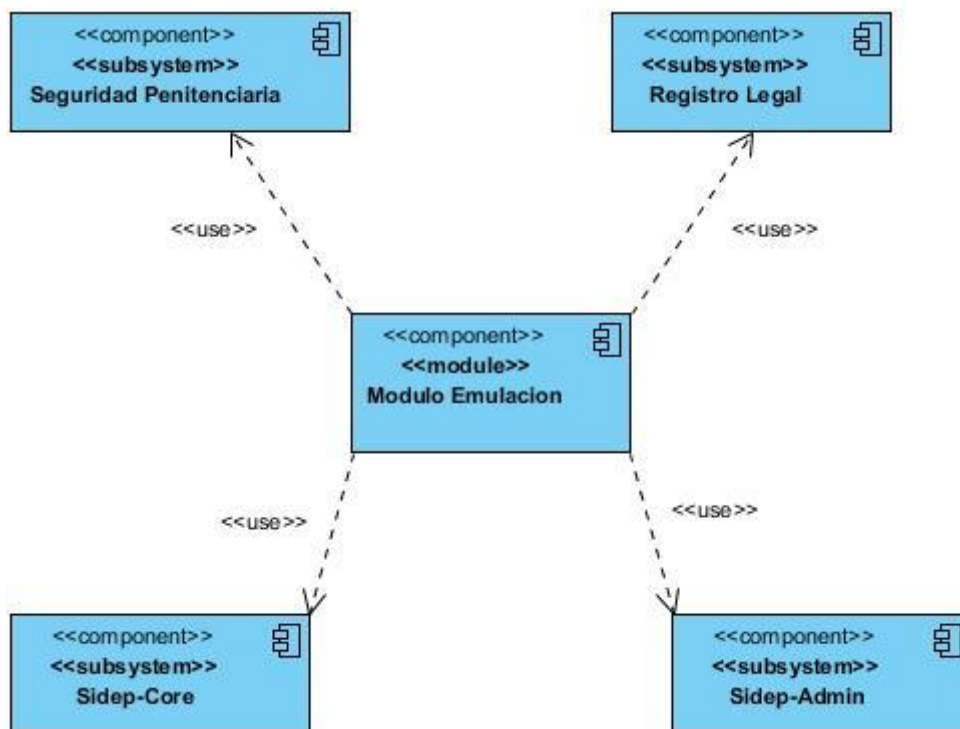 <<component>>
<<subsystem>>
Seguridad Penitenciaria
<<component>>
<<subsystem>>
Registro Legal
<<use>>
<<use>>
<<component>>
<<module>>
Modulo Emulacion
<<use>>
<<use>>
<<component>>
<<subsystem>>
Sidep-Core
<<component>>
<<subsystem>>
Sidep-Admin